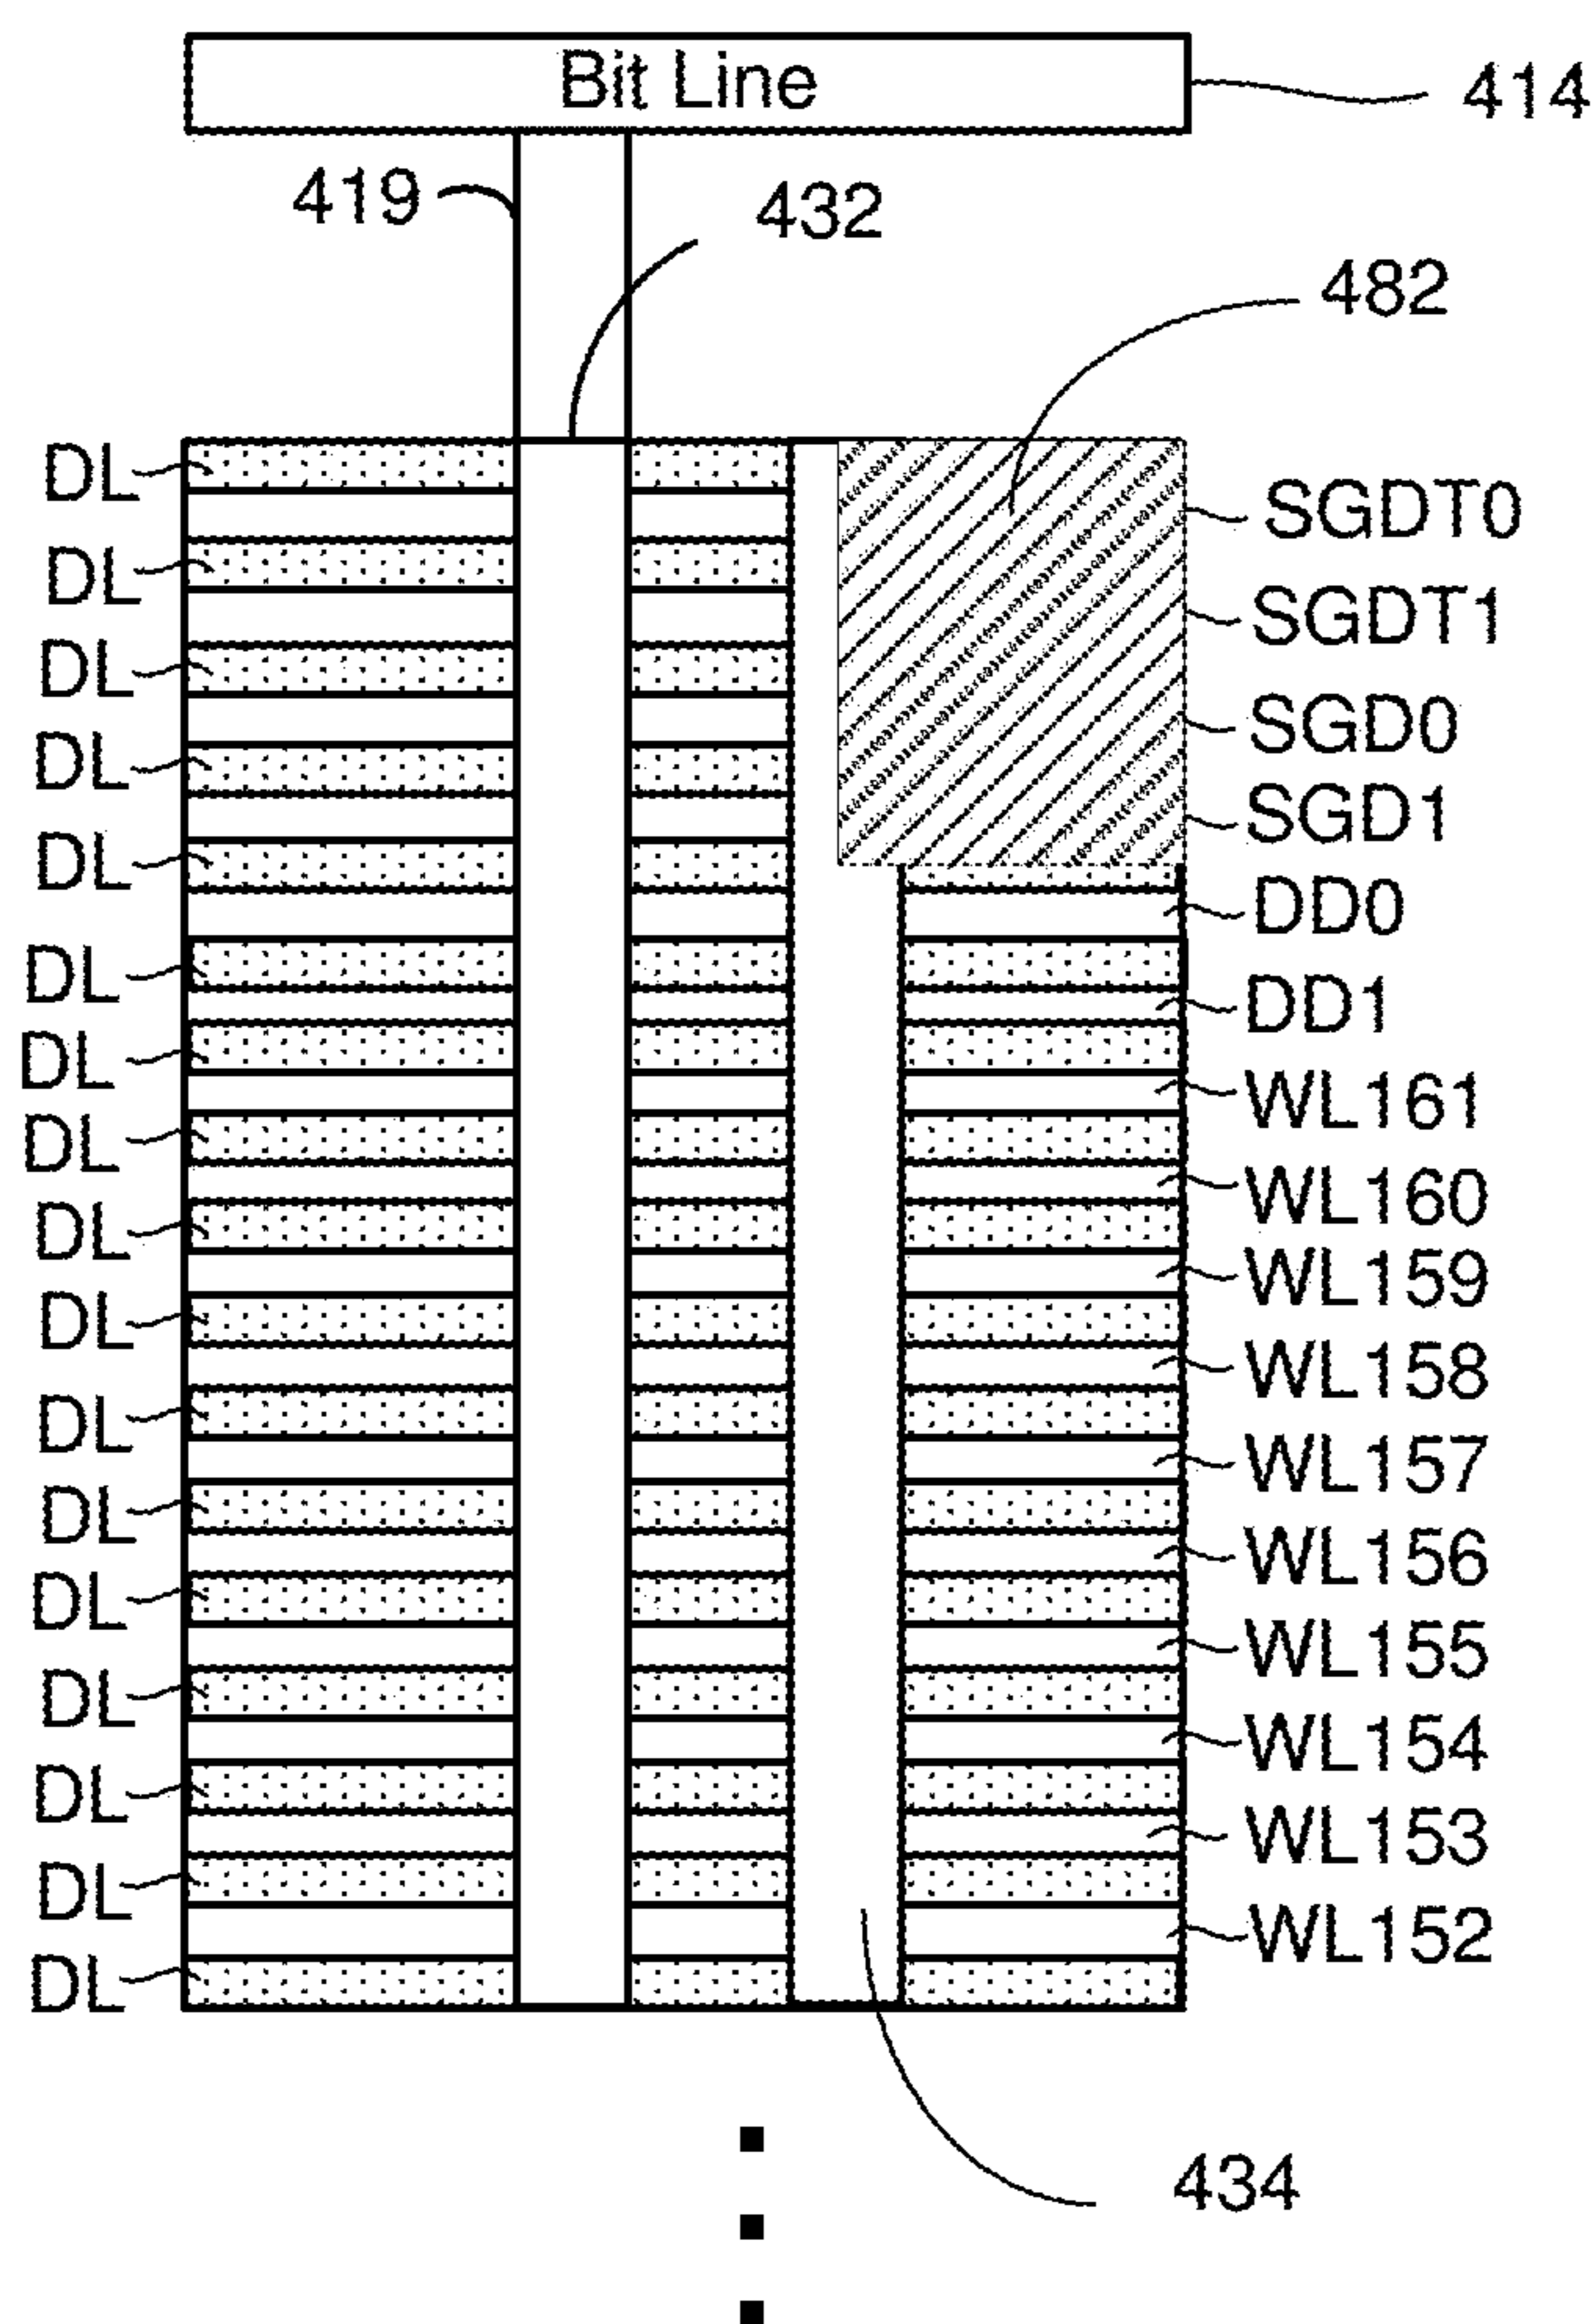 Bit Line
414
419
432
482
DL
SGDT0
DL
SGDT1
DL
SGD0
DL
SGD1
DL
DD0
DL
DD1
DL
WL161
DL
WL160
DL
WL159
DL
WL158
DL
WL157
DL
WL156
DL
WL155
DL
WL154
DL
WL153
DL
WL152
DL
434